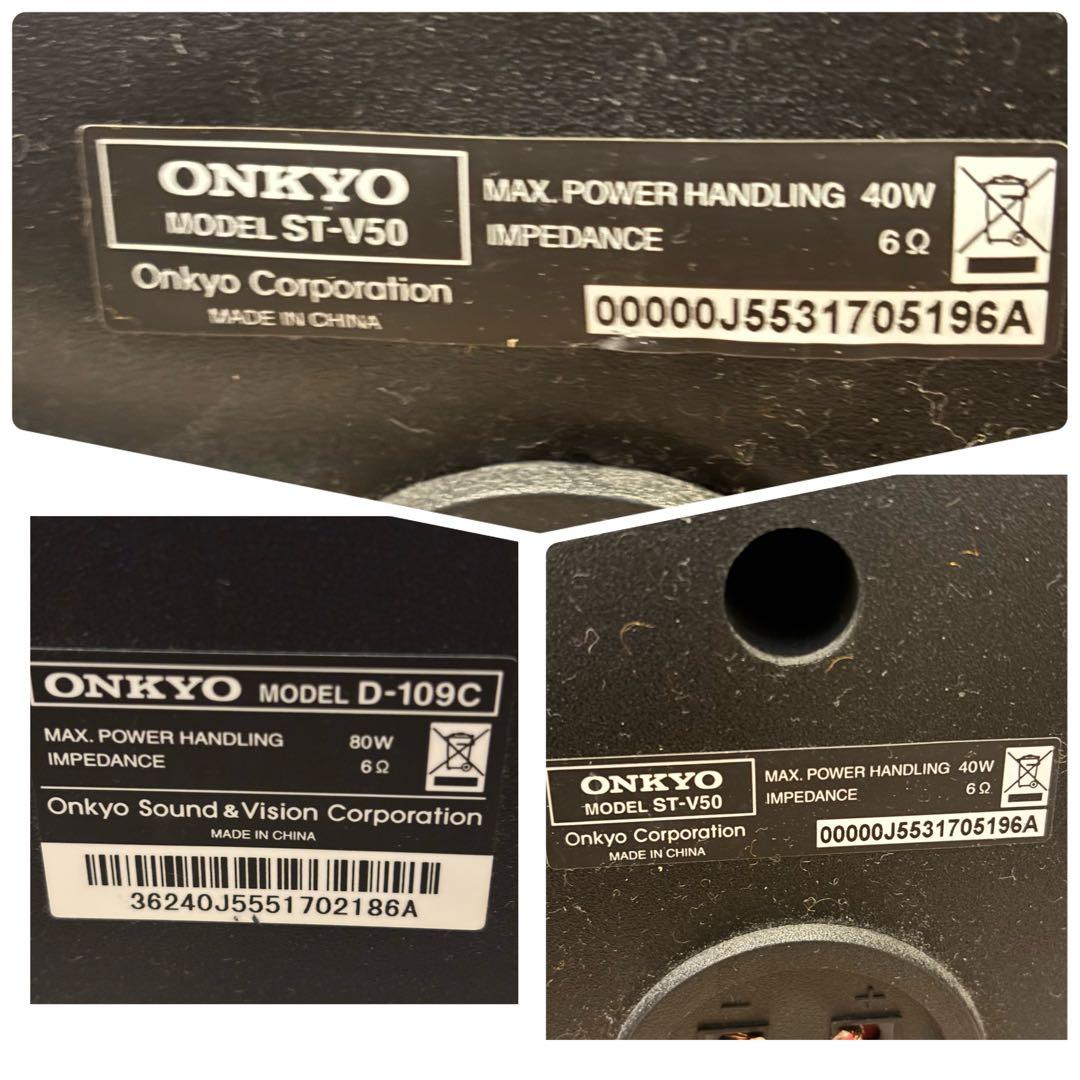 ONKYO
MODEL ST-V50
Onkyo Corporation
MADE IN CHINA
MAX. POWER HANDLING 40W
IMPEDANCE 6Ω
00000J5531705196A
ONKYO MODEL D-109C
MAX. POWER HANDLING 80W
IMPEDANCE 6Ω
Onkyo Sound & Vision Corporation
MADE IN CHINA
36240J5551702186A
ONKYO
MODEL ST-V50
Onkyo Corporation
MADE IN CHINA
MAX. POWER HANDLING 40W
IMPEDANCE 6Ω
00000J5531705196A
− +